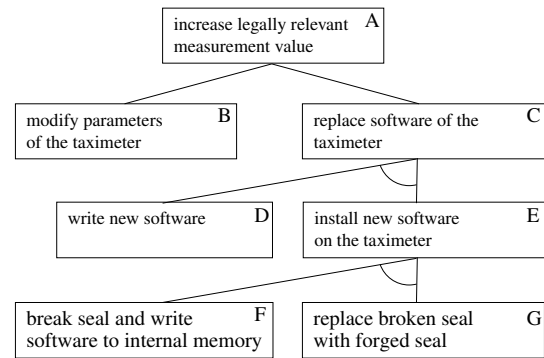 increase legally relevant A
measurement value
modify parameters B
of the taximeter
replace software of the C
taximeter
write new software D
install new software E
on the taximeter
break seal and write F
software to internal memory
replace broken seal G
with forged seal